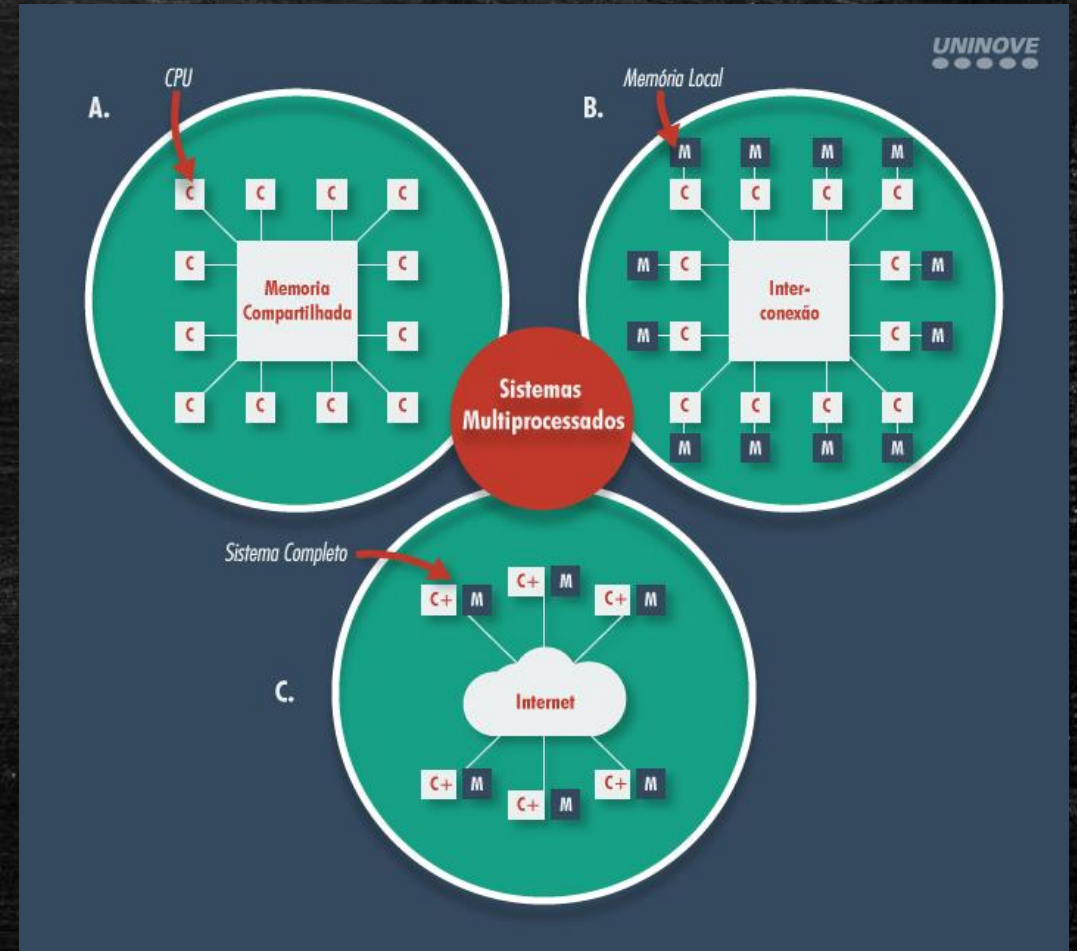 UNINOVE
A.
CPU
C C C C
C C
C C
C C C C
Memoria
Compartilhada
B.
Memória Local
M M M M
C C C C
M C C M
M C C M
C C C C
M M M M
Inter-
conexão
Sistemas
Multiprocessados
C.
Sistema Completo
C+ M C+ M C+ M
Internet
C+ M C+ M C+ M